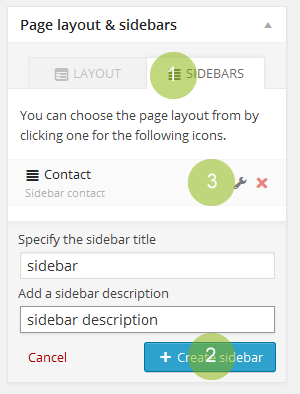 Page layout & sidebars
LAYOUT
1
SIDEBARS
You can choose the page layout from by
clicking one for the following icons.
Contact
3
Sidebar contact
Specify the sidebar title
sidebar
Add a sidebar description
sidebar description
Cancel
2
Create sidebar